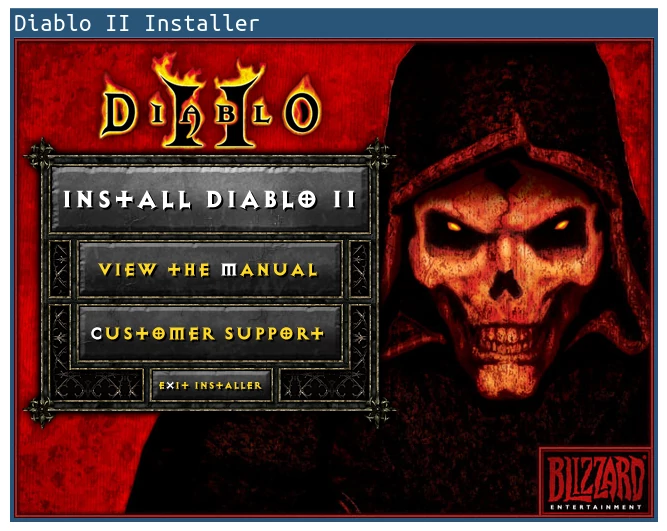 Diablo II Installer
DIABLO
II
INSTALL DIABLO II
VIEW THE MANUAL
CUSTOMER SUPPORT
EXIT INSTALLER
BLIZZARD
ENTERTAINMENT